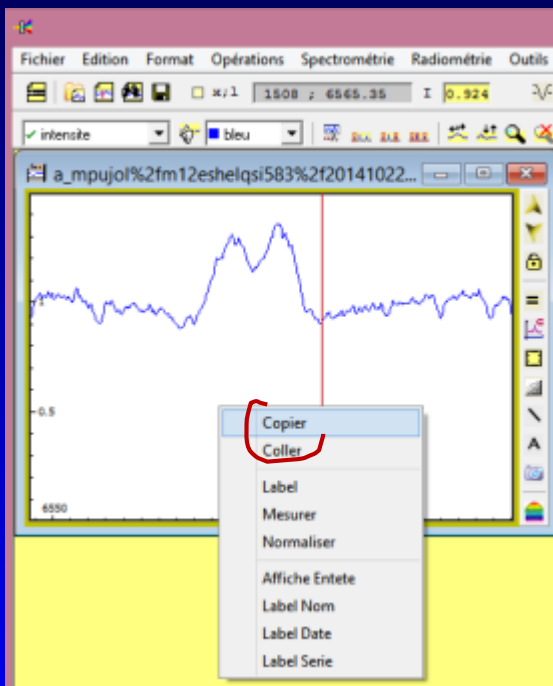 Fichier Edition Format Opérations Spectrométrie Radiométrie Outils
x;l 1508 ; 6565.35 I 0.924
intensite bleu
a_mpujol%2fm12eshelqsi583%2f20141022...
1
0.5
6550
Copier
Coller
Label
Mesurer
Normaliser
Affiche Entete
Label Nom
Label Date
Label Serie
A